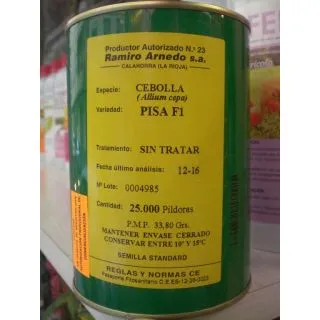 Productor Autorizado N.º 23
Ramiro Arnedo s.a.
CALAHORRA (LA RIOJA)
Especie: CEBOLLA
(Allium cepa)
Variedad: PISA F1
Tratamiento: SIN TRATAR
Fecha último análisis: 12-16
Nº Lote: 0004985
Cantidad: 25.000 Píldoras
P.M.P. 33,80 Grs.
MANTENER ENVASE CERRADO
CONSERVAR ENTRE 10º Y 15ºC
SEMILLA STANDARD
REGLAS Y NORMAS CE